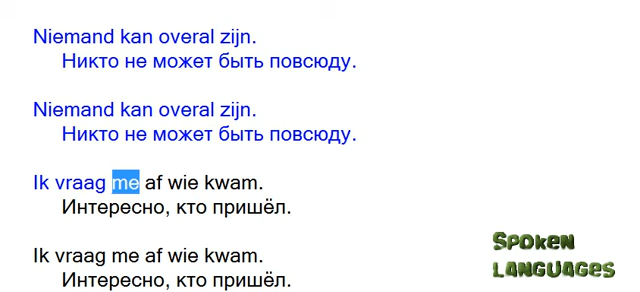 Niemand kan overal zijn.
Никто не может быть повсюду.
Niemand kan overal zijn.
Никто не может быть повсюду.
Ik vraag me af wie kwam.
Интересно, кто пришёл.
Ik vraag me af wie kwam.
Интересно, кто пришёл.
Spoken
Languages